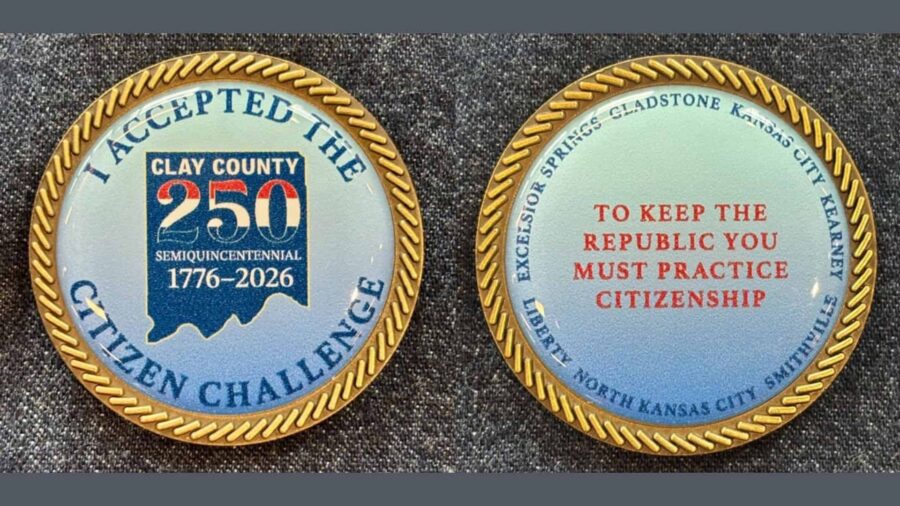 I ACCEPTED THE
CLAY COUNTY
250
SEMIQUINCENTENNIAL
1776–2026
CITIZEN CHALLENGE
EXCELSIOR SPRINGS GLADSTONE KANSAS CITY KEARNEY
TO KEEP THE
REPUBLIC YOU
MUST PRACTICE
CITIZENSHIP
LIBERTY NORTH KANSAS CITY SMITHVILLE